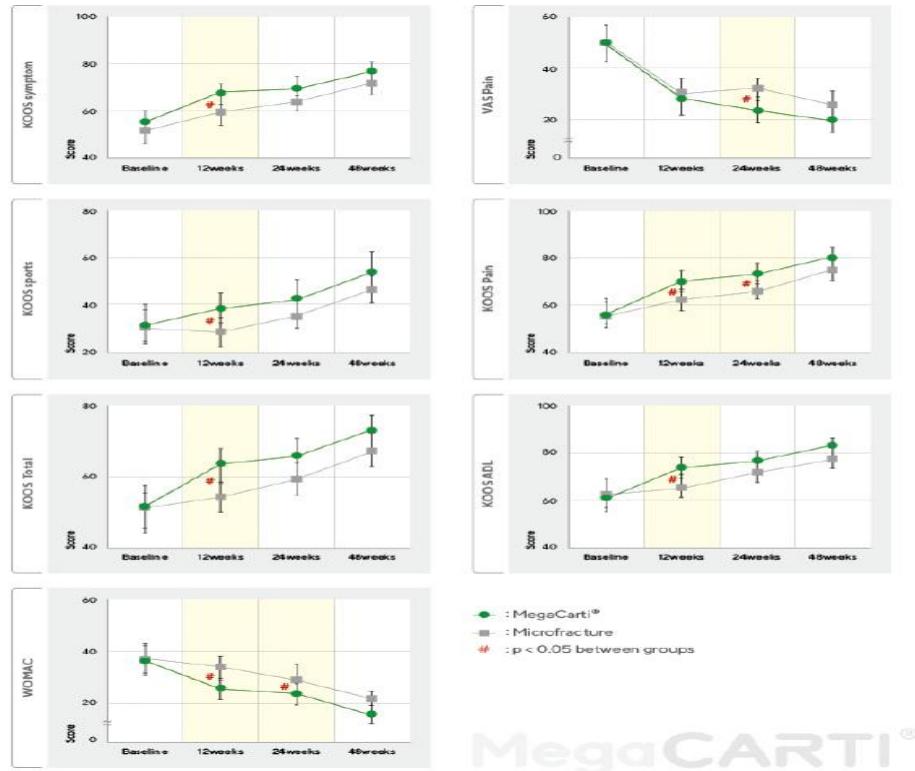 KOOS symptom
Score
100
80
60
40
Baseline 12weeks 24weeks 48weeks
VAS Pain
Score
60
40
20
0
Baseline 12weeks 24weeks 48weeks
KOOS sports
Score
80
60
40
20
Baseline 12weeks 24weeks 48weeks
KOOS Pain
Score
100
80
60
40
Baseline 12weeks 24weeks 48weeks
KOOS Total
Score
80
60
40
Baseline 12weeks 24weeks 48weeks
KOOS ADL
Score
100
80
60
40
Baseline 12weeks 24weeks 48weeks
WOMAC
Score
60
40
20
0
Baseline 12weeks 24weeks 48weeks
: MegaCarti®
: Microfracture
# : p < 0.05 between groups
MegaCARTI®